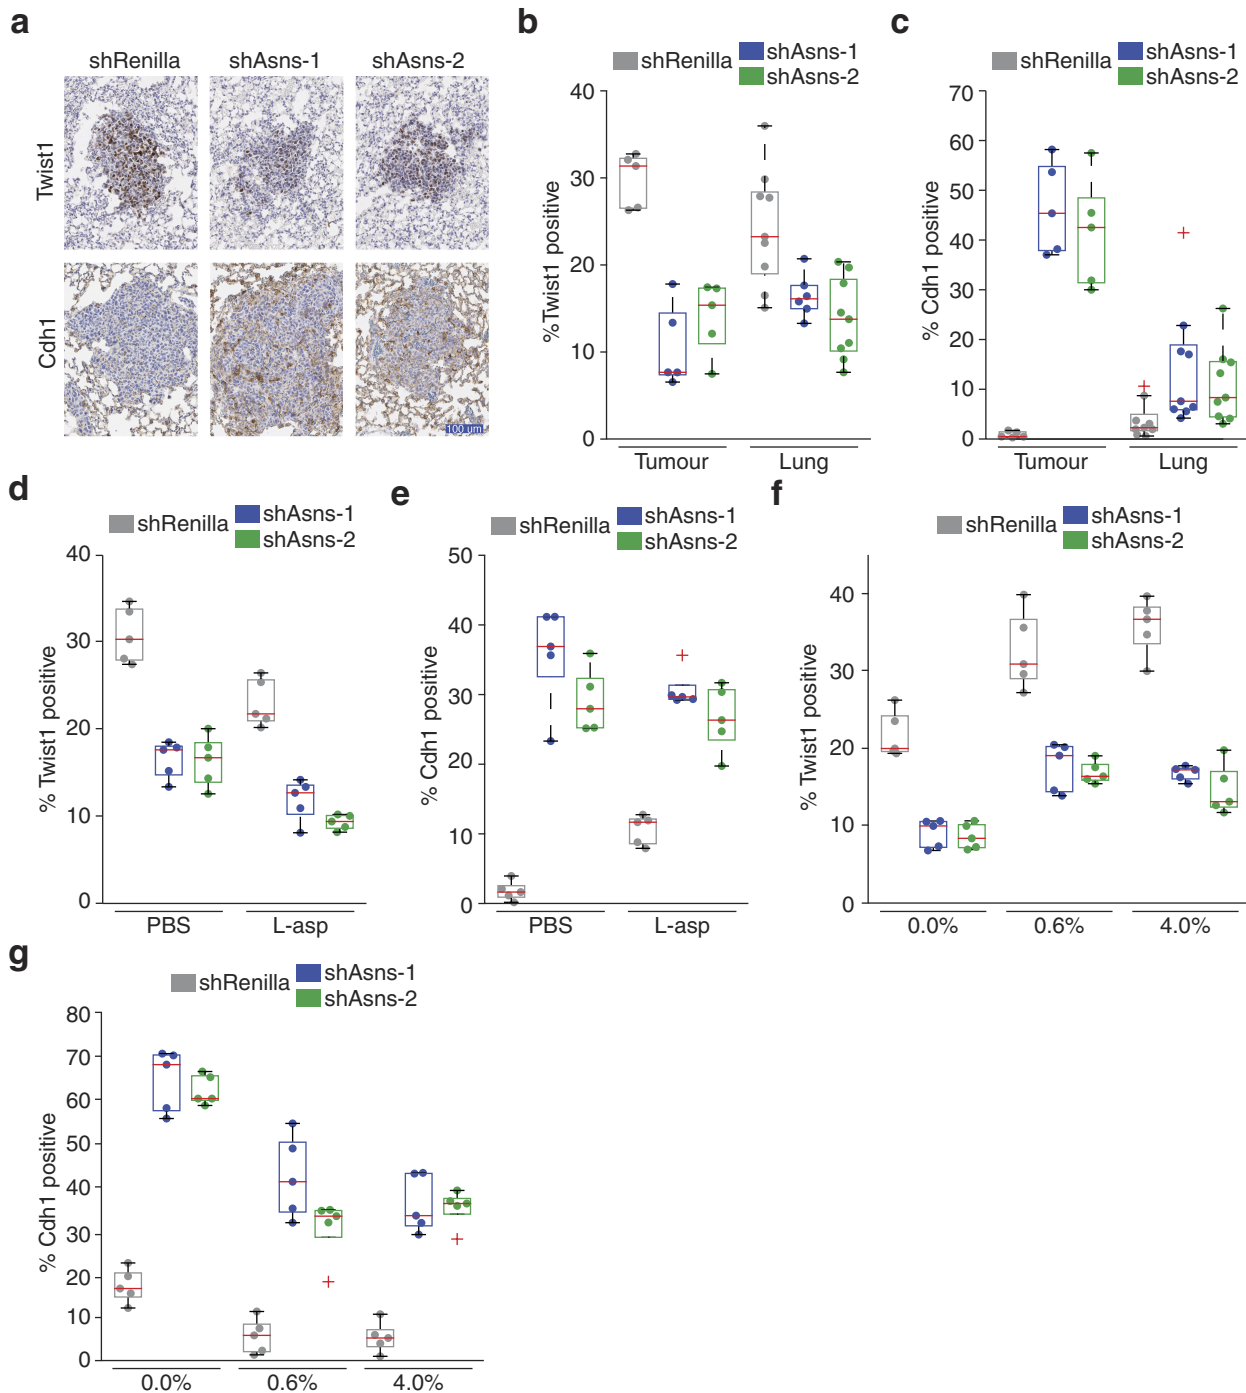 a
shRenilla shAsns-1 shAsns-2
Twist1
Cdh1
100 um
b
shRenilla
shAsns-1
shAsns-2
%Twist1 positive
40
30
20
10
0
Tumour Lung
c
shRenilla
shAsns-1
shAsns-2
% Cdh1 positive
70
60
50
40
30
20
10
0
Tumour Lung
d
shRenilla
shAsns-1
shAsns-2
% Twist1 positive
40
30
20
10
0
PBS L-asp
e
shRenilla
shAsns-1
shAsns-2
% Cdh1 positive
50
40
30
20
10
0
PBS L-asp
f
shRenilla
shAsns-1
shAsns-2
% Twist1 positive
40
30
20
10
0
0.0% 0.6% 4.0%
g
shRenilla
shAsns-1
shAsns-2
% Cdh1 positive
80
70
60
50
40
30
20
10
0
0.0% 0.6% 4.0%